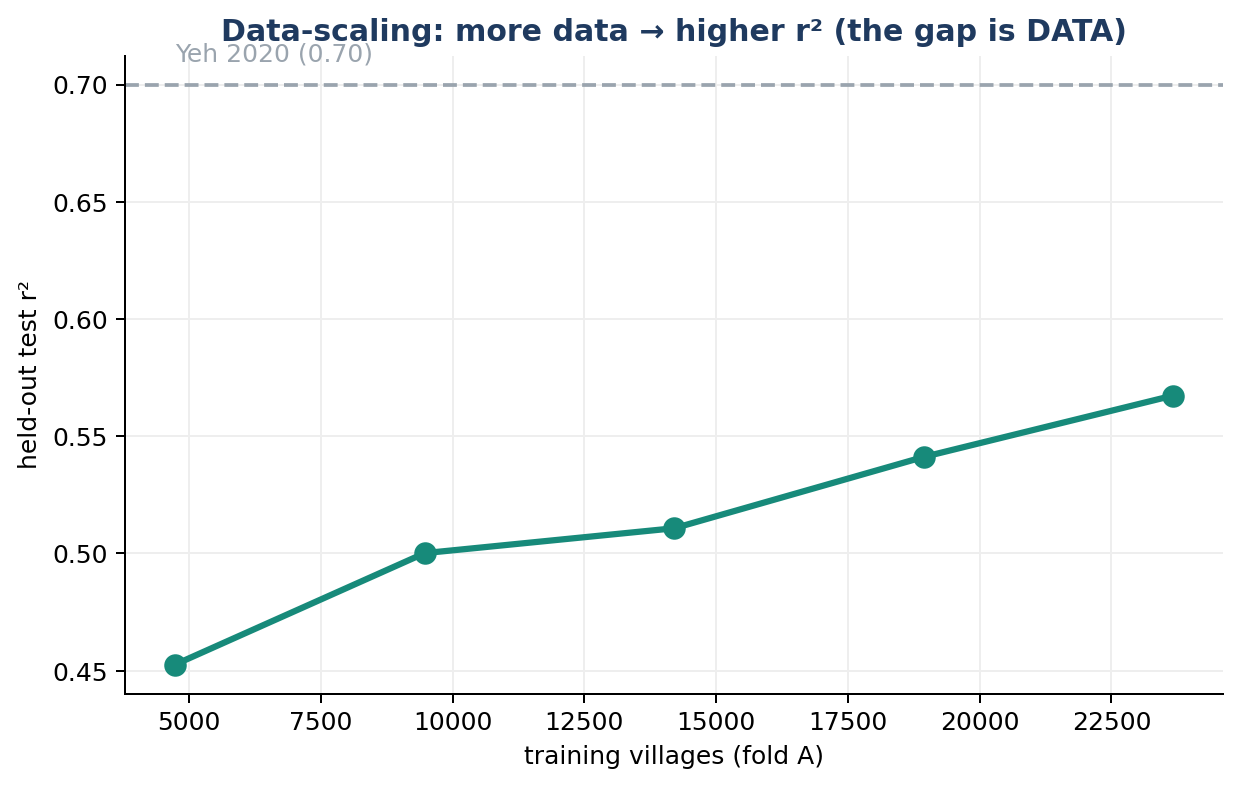 Data-scaling: more data → higher r² (the gap is DATA)
Yeh 2020 (0.70)
0.70
0.65
0.60
0.55
0.50
0.45
held-out test r²
5000 7500 10000 12500 15000 17500 20000 22500
training villages (fold A)